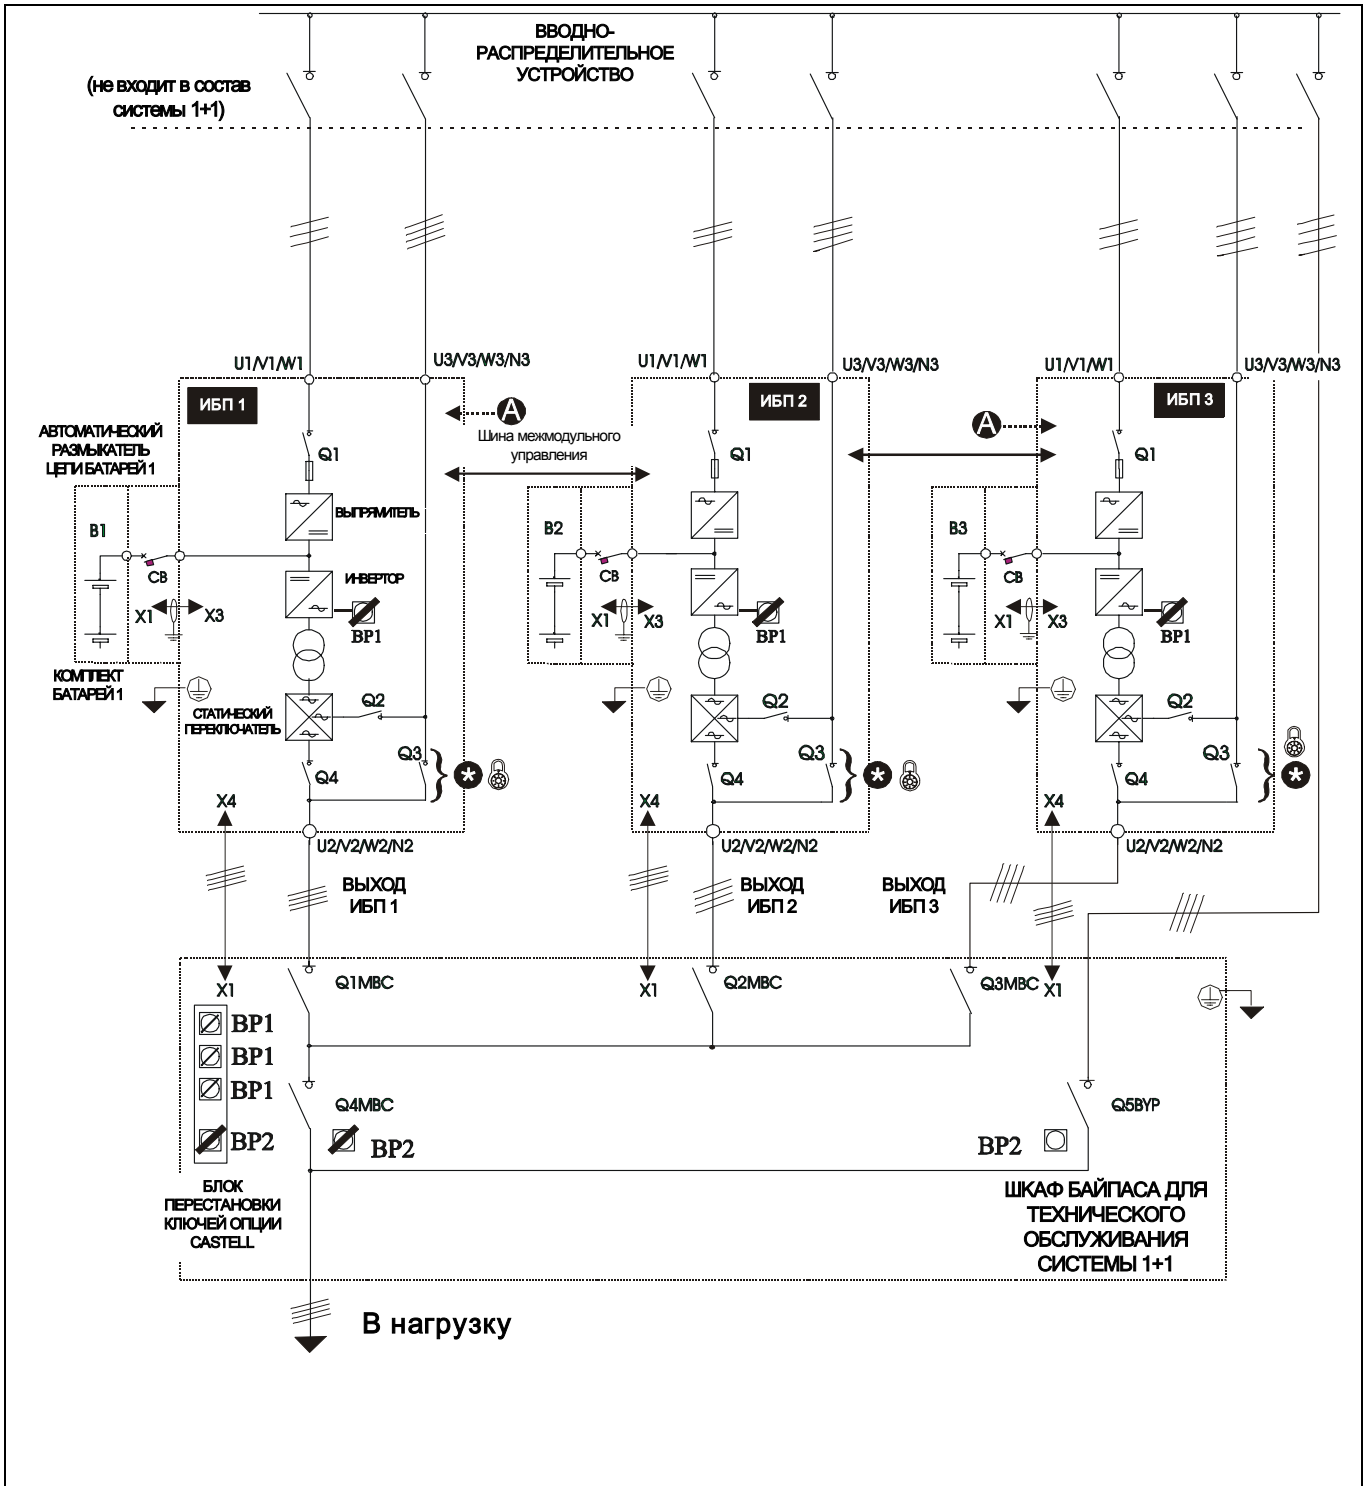 ВВОДНО-
РАСПРЕДЕЛИТЕЛЬНОЕ
УСТРОЙСТВО
(не входит в состав
системы 1+1)
U1/V1/W1
U3/V3/W3/N3
U1/V1/W1
U3/V3/W3/N3
U1/V1/W1
U3/V3/W3/N3
ИБП 1
ИБП 2
ИБП 3
A
A
АВТОМАТИЧЕСКИЙ
РАЗМЫКАТЕЛЬ
ЦЕПИ БАТАРЕЙ 1
Шина межмодульного
управления
Q1
Q1
Q1
B1
ВЫПРЯМИТЕЛЬ
B2
B3
CB
ИНВЕРТОР
CB
CB
X1
X3
BP1
X1
X3
BP1
X1
X3
BP1
КОМПЛЕКТ
БАТАРЕЙ 1
СТАТИЧЕСКИЙ
ПЕРЕКЛЮЧАТЕЛЬ
Q2
Q2
Q2
Q3
Q3
Q3
Q4
*
Q4
*
Q4
*
X4
X4
X4
U2/V2/W2/N2
U2/V2/W2/N2
U2/V2/W2/N2
ВЫХОД
ИБП 1
ВЫХОД
ИБП 2
ВЫХОД
ИБП 3
X1
Q1MBC
X1
Q2MBC
Q3MBC
X1
BP1
BP1
BP1
BP2
Q4MBC
BP2
Q5BYP
BP2
БЛОК
ПЕРЕСТАНОВКИ
КЛЮЧЕЙ ОПЦИИ
CASTELL
ШКАФ БАЙПАСА ДЛЯ
ТЕХНИЧЕСКОГО
ОБСЛУЖИВАНИЯ
СИСТЕМЫ 1+1
В нагрузку